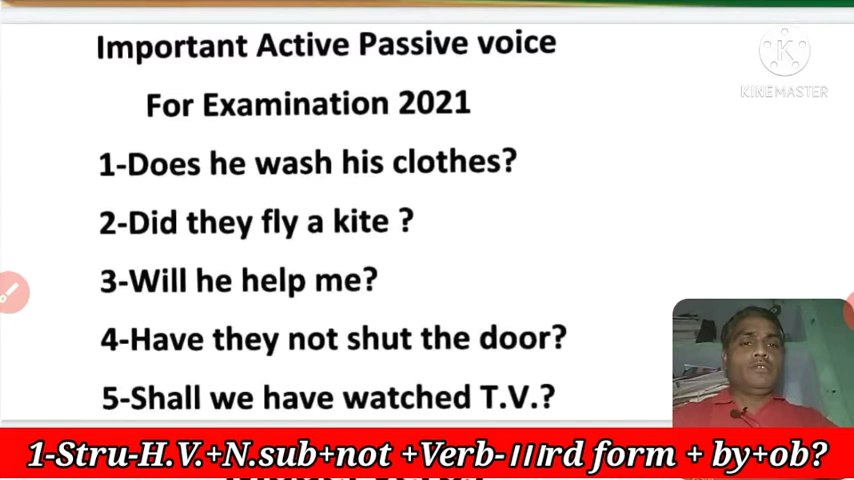 Important Active Passive voice
KINEMASTER
For Examination 2021
1-Does he wash his clothes?
2-Did they fly a kite ?
3-Will he help me?
4-Have they not shut the door?
5-Shall we have watched T.V.?
1-Stru-H.V.+N.sub+not +Verb-IIIrd form + by+ob?